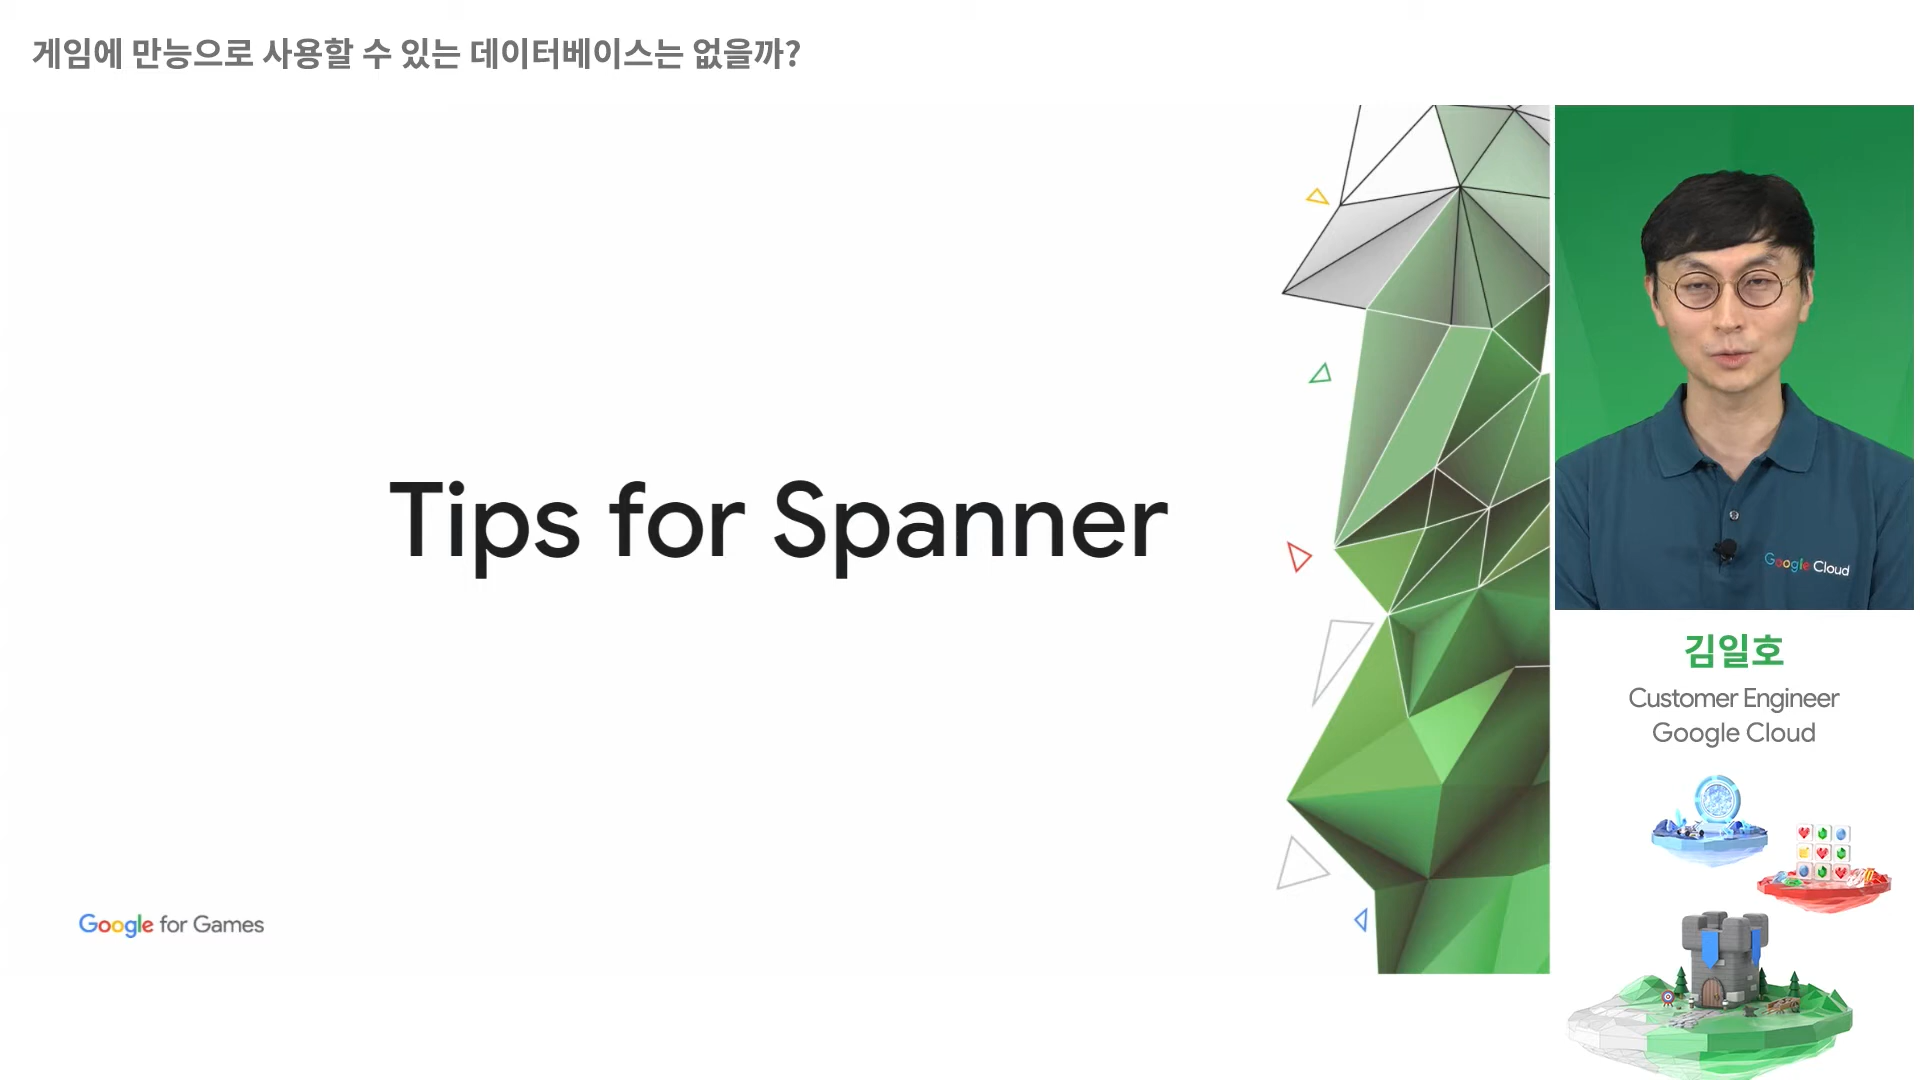 게임에 만능으로 사용할 수 있는 데이터베이스는 없을까?
Tips for Spanner
Google for Games
Google Cloud
김일호
Customer Engineer
Google Cloud